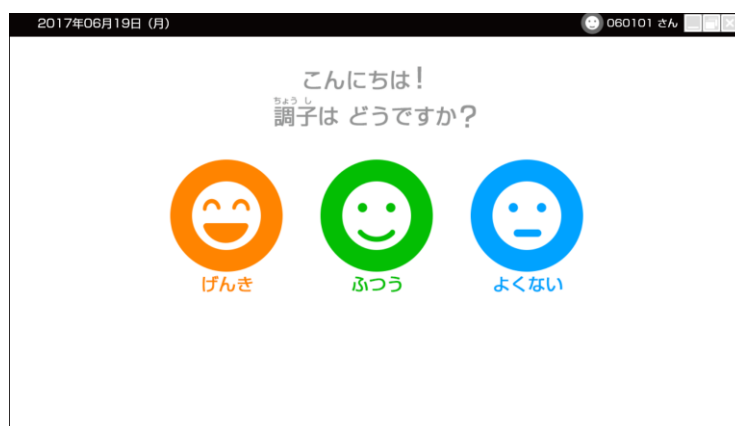 2017年06月19日（月）
060101 さん
こんにちは！
ちょうし
調子は どうですか？
げんき
ふつう
よくない